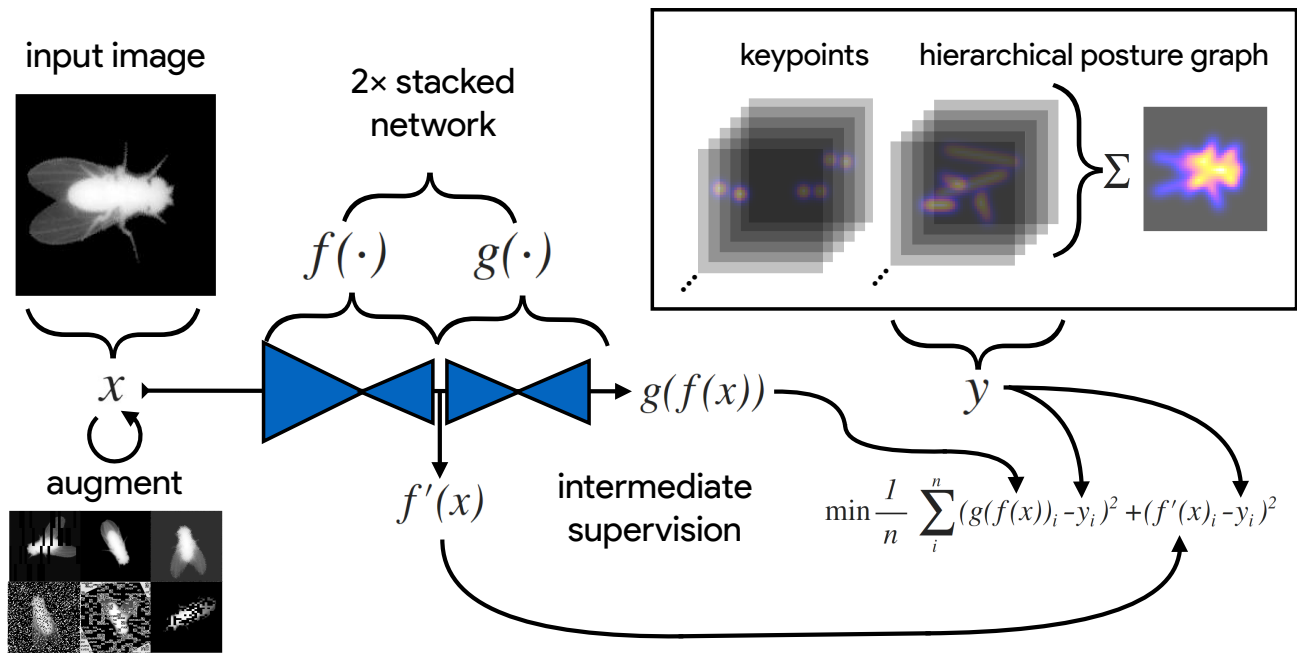 input image
2× stacked
network
keypoints
hierarchical posture graph
Σ
f(·)
g(·)
x
g(f(x))
y
augment
f'(x)
intermediate
supervision
min 1/n ∑_i^n (g(f(x))_i - y_i)² + (f'(x)_i - y_i)²